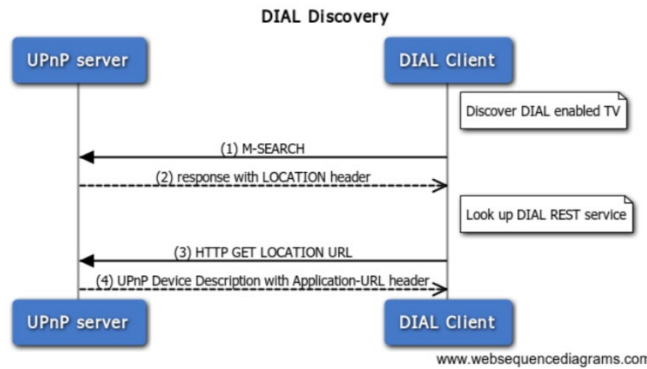 DIAL Discovery
UPnP server
DIAL Client
Discover DIAL enabled TV
(1) M-SEARCH
(2) response with LOCATION header
Look up DIAL REST service
(3) HTTP GET LOCATION URL
(4) UPnP Device Description with Application-URL header
UPnP server
DIAL Client
www.websequencediagrams.com